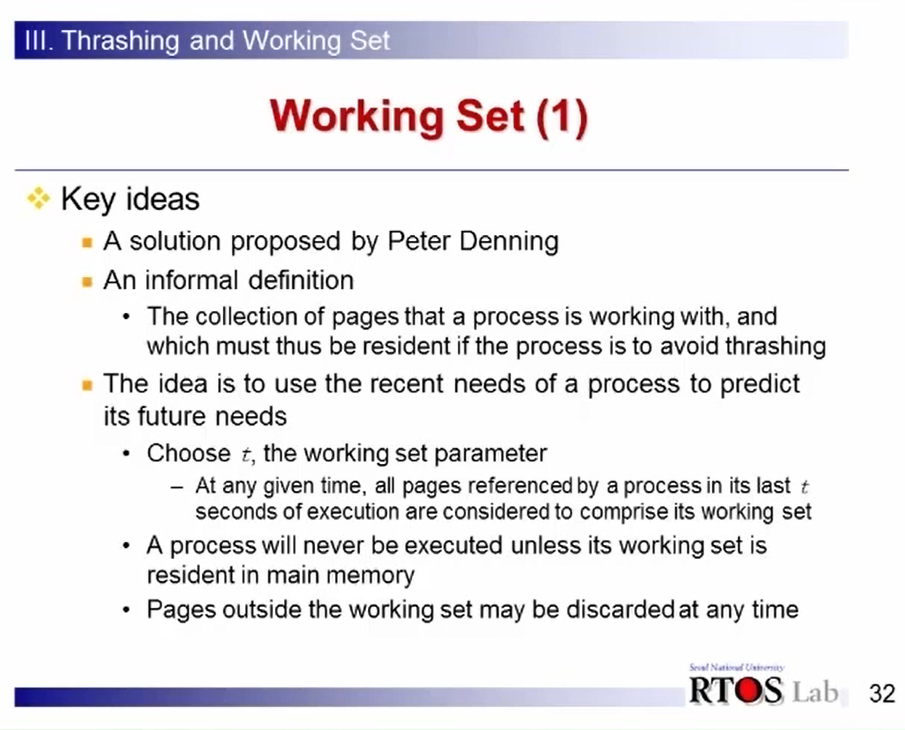 III. Thrashing and Working Set
Working Set (1)
Key ideas
A solution proposed by Peter Denning
An informal definition
• The collection of pages that a process is working with, and
which must thus be resident if the process is to avoid thrashing
The idea is to use the recent needs of a process to predict
its future needs
• Choose t, the working set parameter
– At any given time, all pages referenced by a process in its last t
seconds of execution are considered to comprise its working set
• A process will never be executed unless its working set is
resident in main memory
• Pages outside the working set may be discarded at any time
Seoul National University
RTOS Lab 32